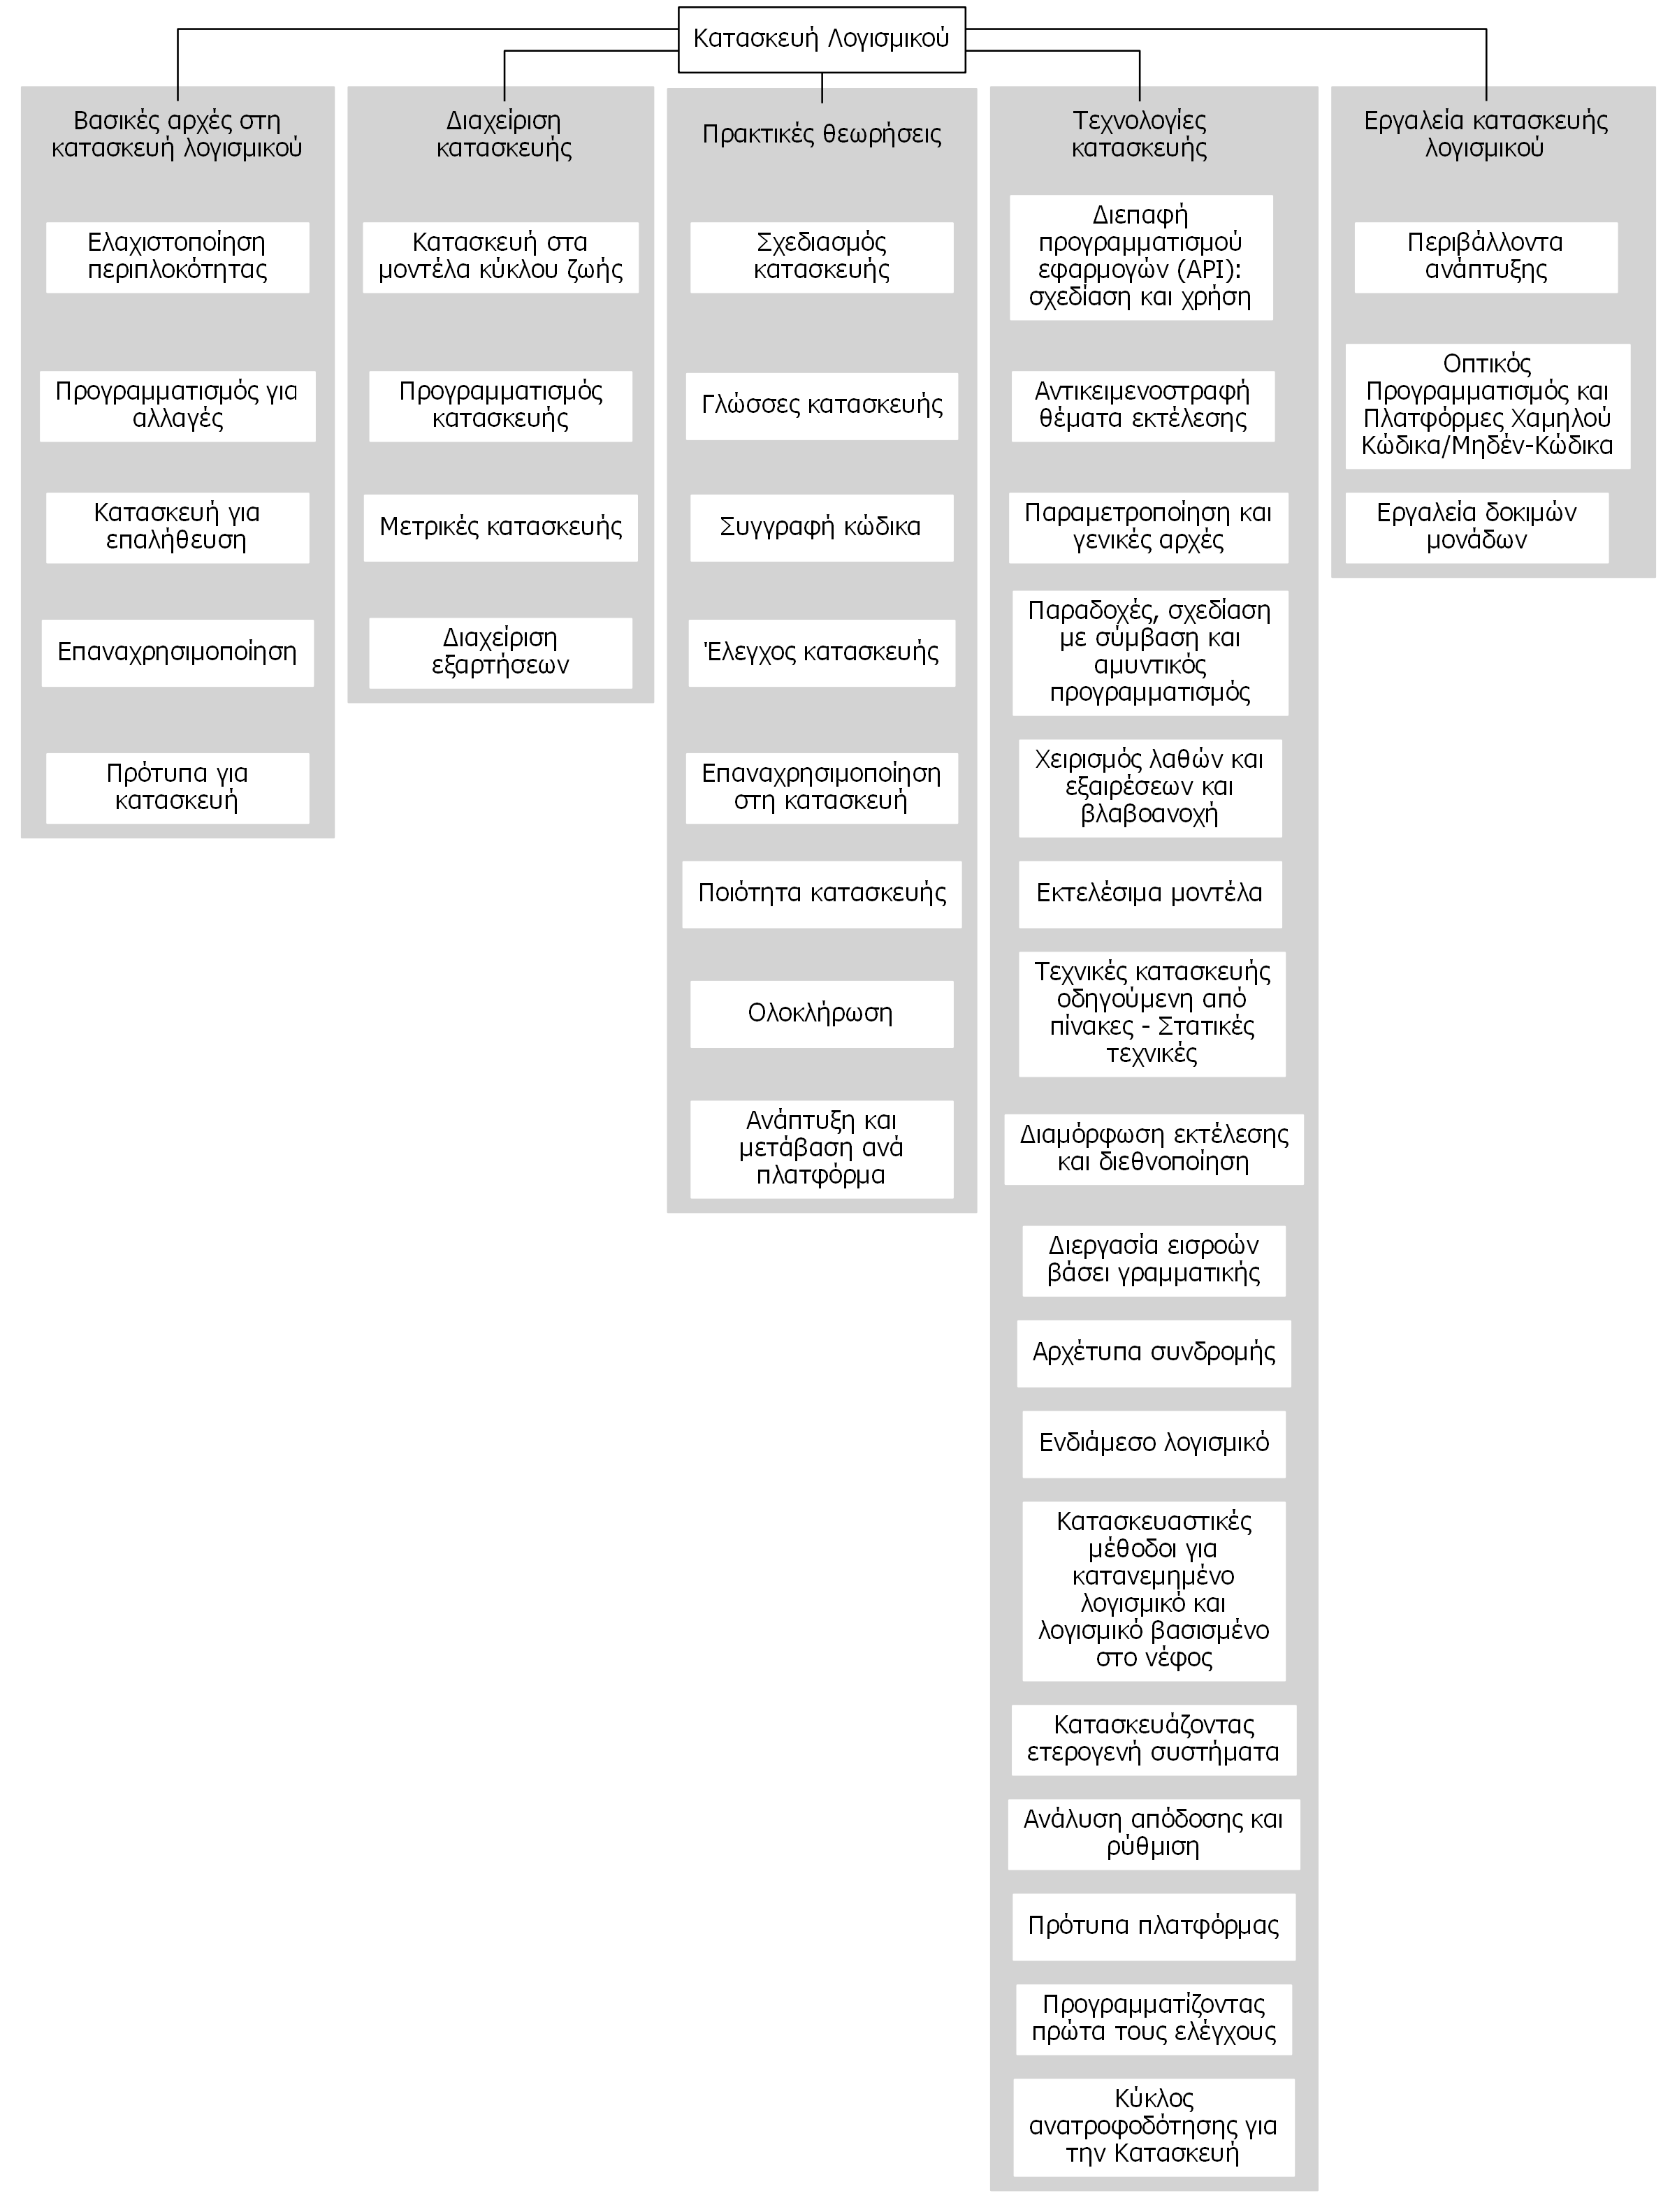 Κατασκευή Λογισμικού
Βασικές αρχές στη
κατασκευή λογισμικού
Ελαχιστοποίηση
περιπλοκότητας
Προγραμματισμός για
αλλαγές
Κατασκευή για
επαλήθευση
Επαναχρησιμοποίηση
Πρότυπα για
κατασκευή
Διαχείριση
κατασκευής
Κατασκευή στα
μοντέλα κύκλου ζωής
Προγραμματισμός
κατασκευής
Μετρικές κατασκευής
Διαχείριση
εξαρτήσεων
Πρακτικές θεωρήσεις
Σχεδιασμός
κατασκευής
Γλώσσες κατασκευής
Συγγραφή κώδικα
Έλεγχος κατασκευής
Επαναχρησιμοποίηση
στη κατασκευή
Ποιότητα κατασκευής
Ολοκλήρωση
Ανάπτυξη και
μετάβαση ανά
πλατφόρμα
Τεχνολογίες
κατασκευής
Διεπαφή
προγραμματισμού
εφαρμογών (API):
σχεδίαση και χρήση
Αντικειμενοστραφή
θέματα εκτέλεσης
Παραμετροποίηση και
γενικές αρχές
Παραδοχές, σχεδίαση
με σύμβαση και
αμυντικός
προγραμματισμός
Χειρισμός λαθών και
εξαιρέσεων και
βλαβοανοχή
Εκτελέσιμα μοντέλα
Τεχνικές κατασκευής
οδηγούμενη από
πίνακες - Στατικές
τεχνικές
Διαμόρφωση εκτέλεσης
και διεθνοποίηση
Διεργασία εισροών
βάσει γραμματικής
Αρχέτυπα συνδρομής
Ενδιάμεσο λογισμικό
Κατασκευαστικές
μέθοδοι για
κατανεμημένο
λογισμικό και
λογισμικό βασισμένο
στο νέφος
Κατασκευάζοντας
ετερογενή συστήματα
Ανάλυση απόδοσης και
ρύθμιση
Πρότυπα πλατφόρμας
Προγραμματίζοντας
πρώτα τους ελέγχους
Κύκλος
ανατροφοδότησης για
την Κατασκευή
Εργαλεία κατασκευής
λογισμικού
Περιβάλλοντα
ανάπτυξης
Οπτικός
Προγραμματισμός και
Πλατφόρμες Χαμηλού
Κώδικα/Μηδέν-Κώδικα
Εργαλεία δοκιμών
μονάδων